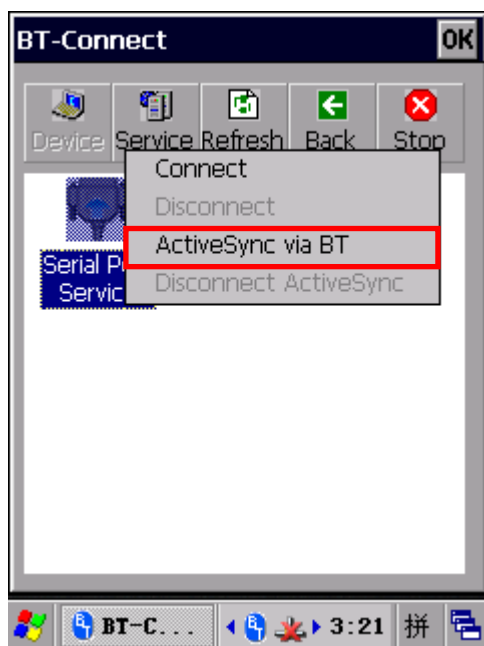 BT-Connect OK
Device Service Refresh Back Stop
Connect
Disconnect
ActiveSync via BT
Serial P
Disconnect ActiveSync
Servic
BT-C... 3:21 拼